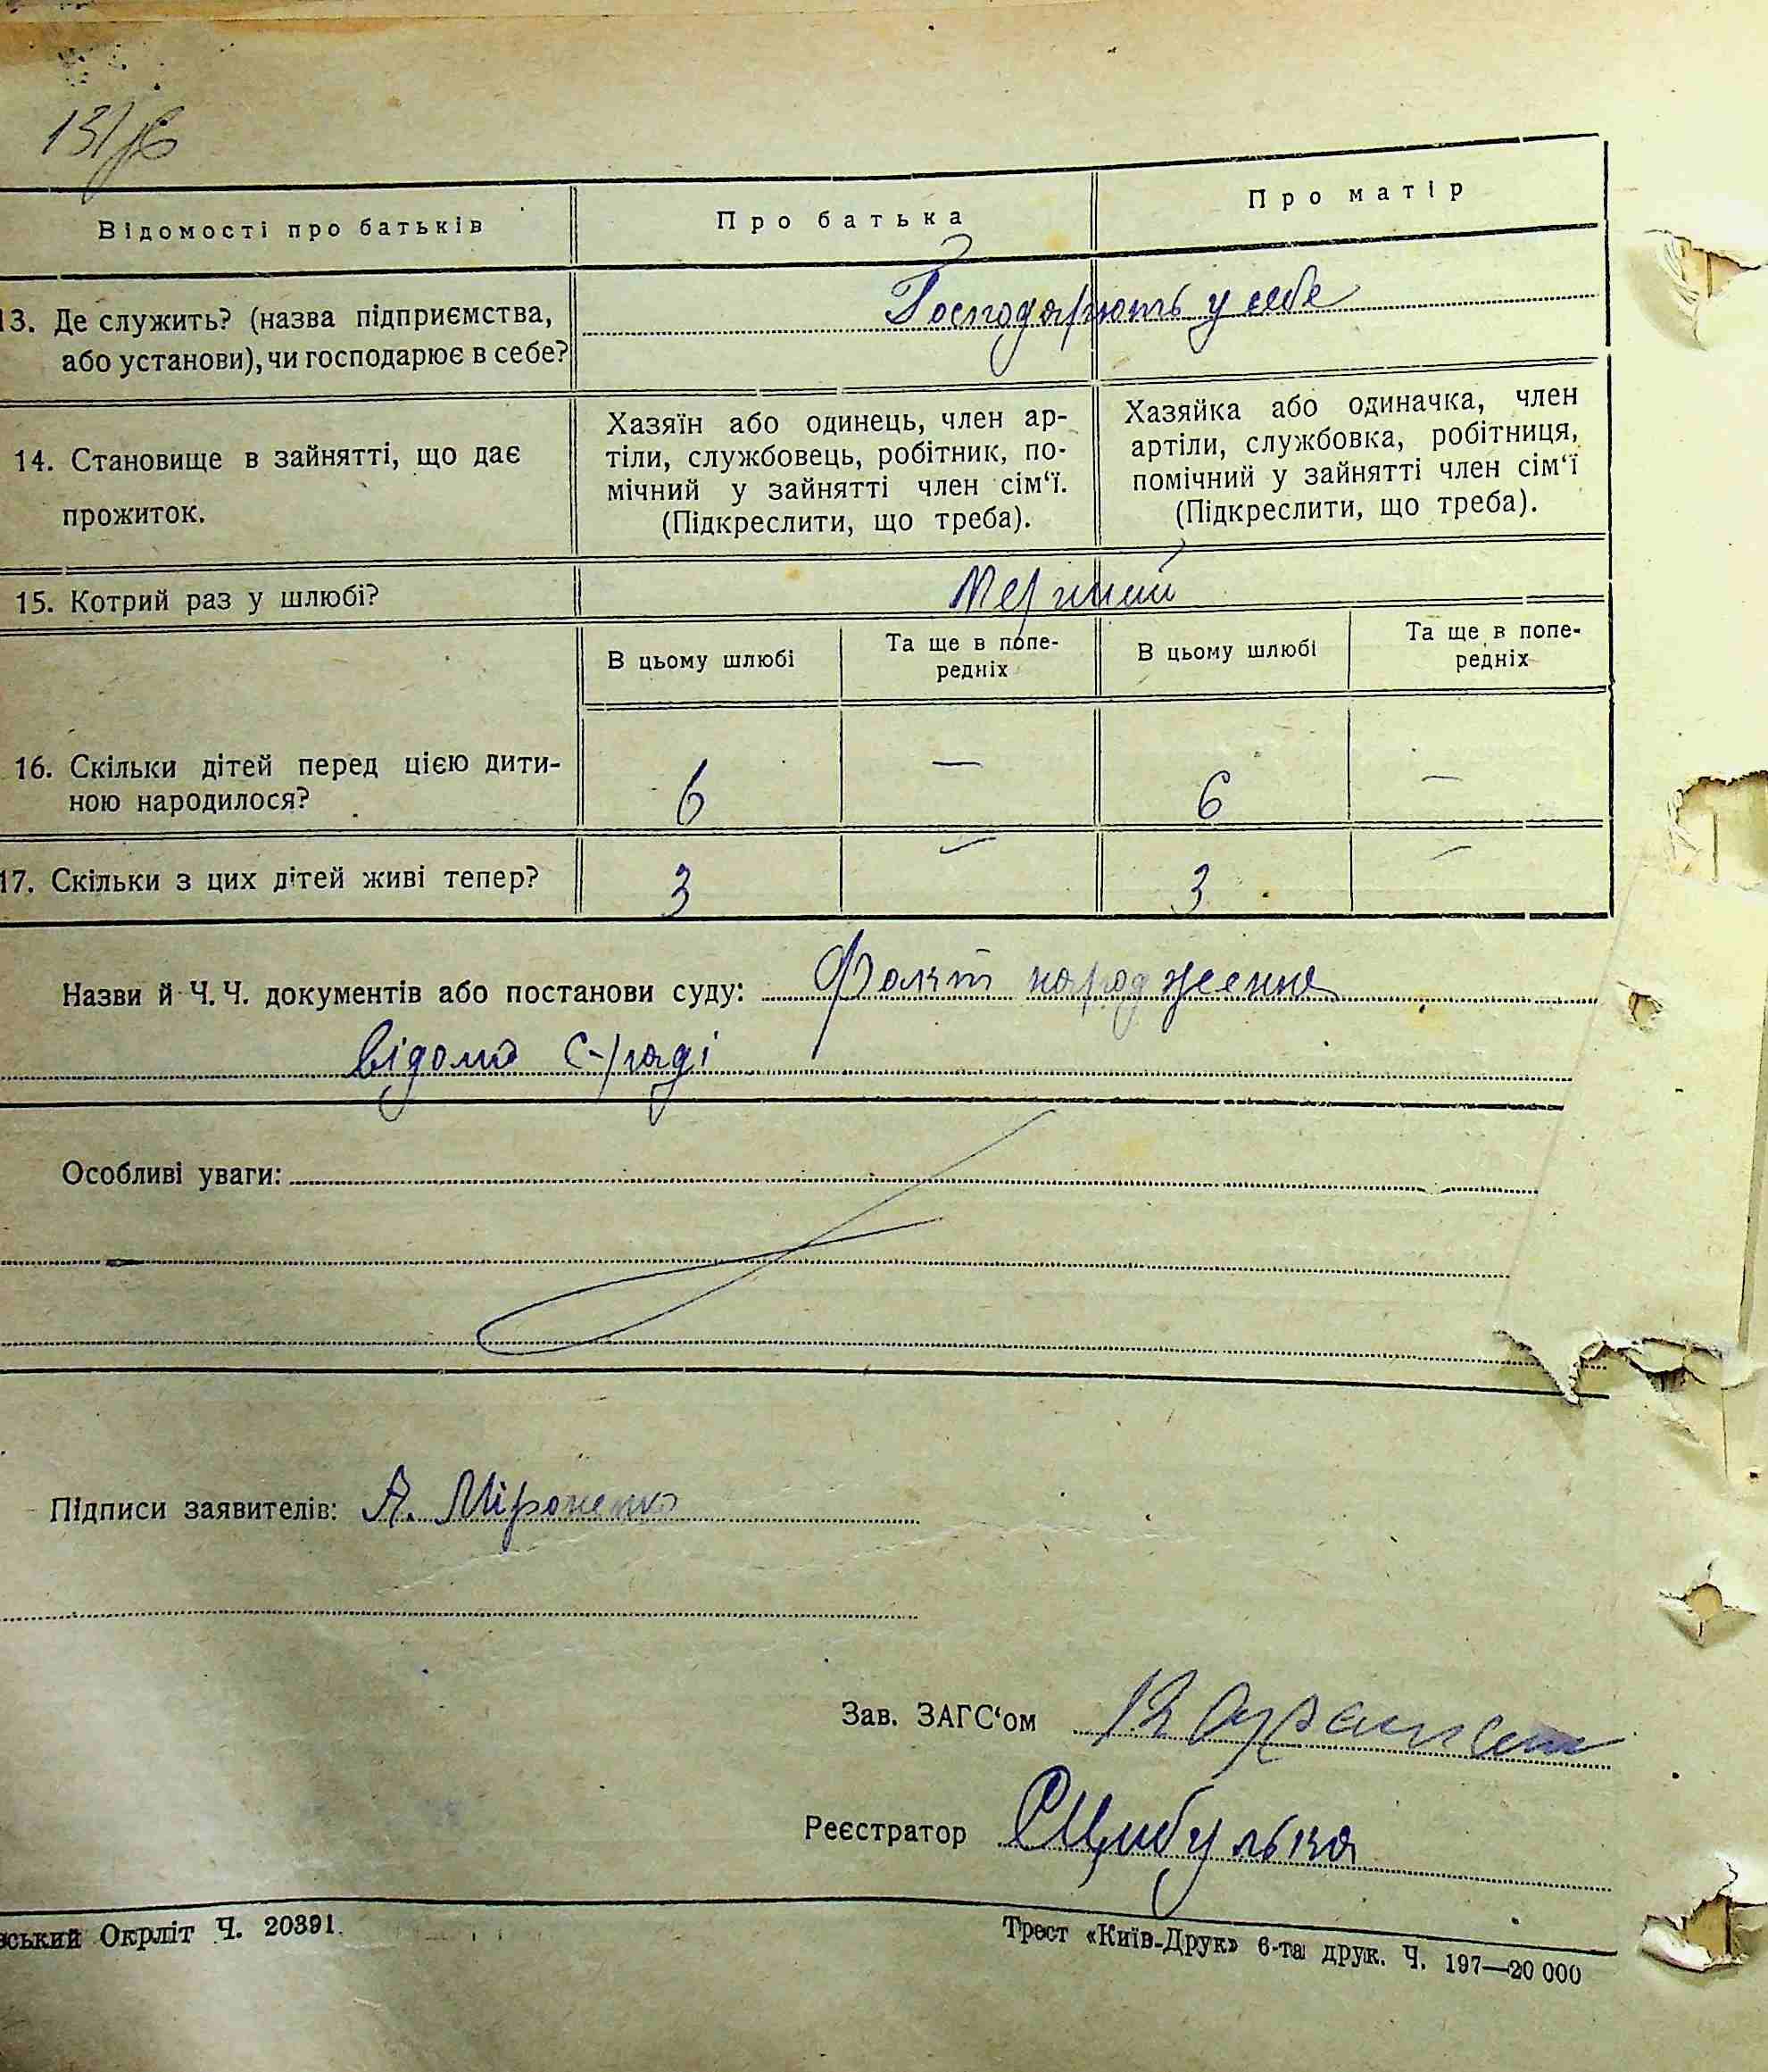 131
Відомості про батьків
Про батька
Про матір
13. Де служить? (назва підприємства,
або установи), чи господарює в себе?
Господарюють у себе
14. Становище в зайнятті, що дає
прожиток.
Хазяїн або одинець, член ар-
тіли, службовець, робітник, по-
мічний у зайнятті член сім‘ї.
(Підкреслити, що треба).
Хазяйка або одиначка, член
артіли, службовка, робітниця,
помічний у зайнятті член сім‘ї
(Підкреслити, що треба).
15. Котрий раз у шлюбі?
В цьому шлюбі
Та ще в попе-
редніх
В цьому шлюбі
Та ще в попе-
редніх
16. Скільки дітей перед цією дити-
ною народилося?
6 — 6 —
17. Скільки з цих дітей живі тепер?
3 — 3 —
Назви й Ч. Ч. документів або постанови суду: Факт народження
відомо с-раді
Особливі уваги:
Підписи заявителів: А. Міроненко
Зав. ЗАГС‘ом
Реєстратор Цибулька
вський Окрліт Ч. 20391.
Трест «Київ-Друк» 6-та друк. Ч. 197—20 000